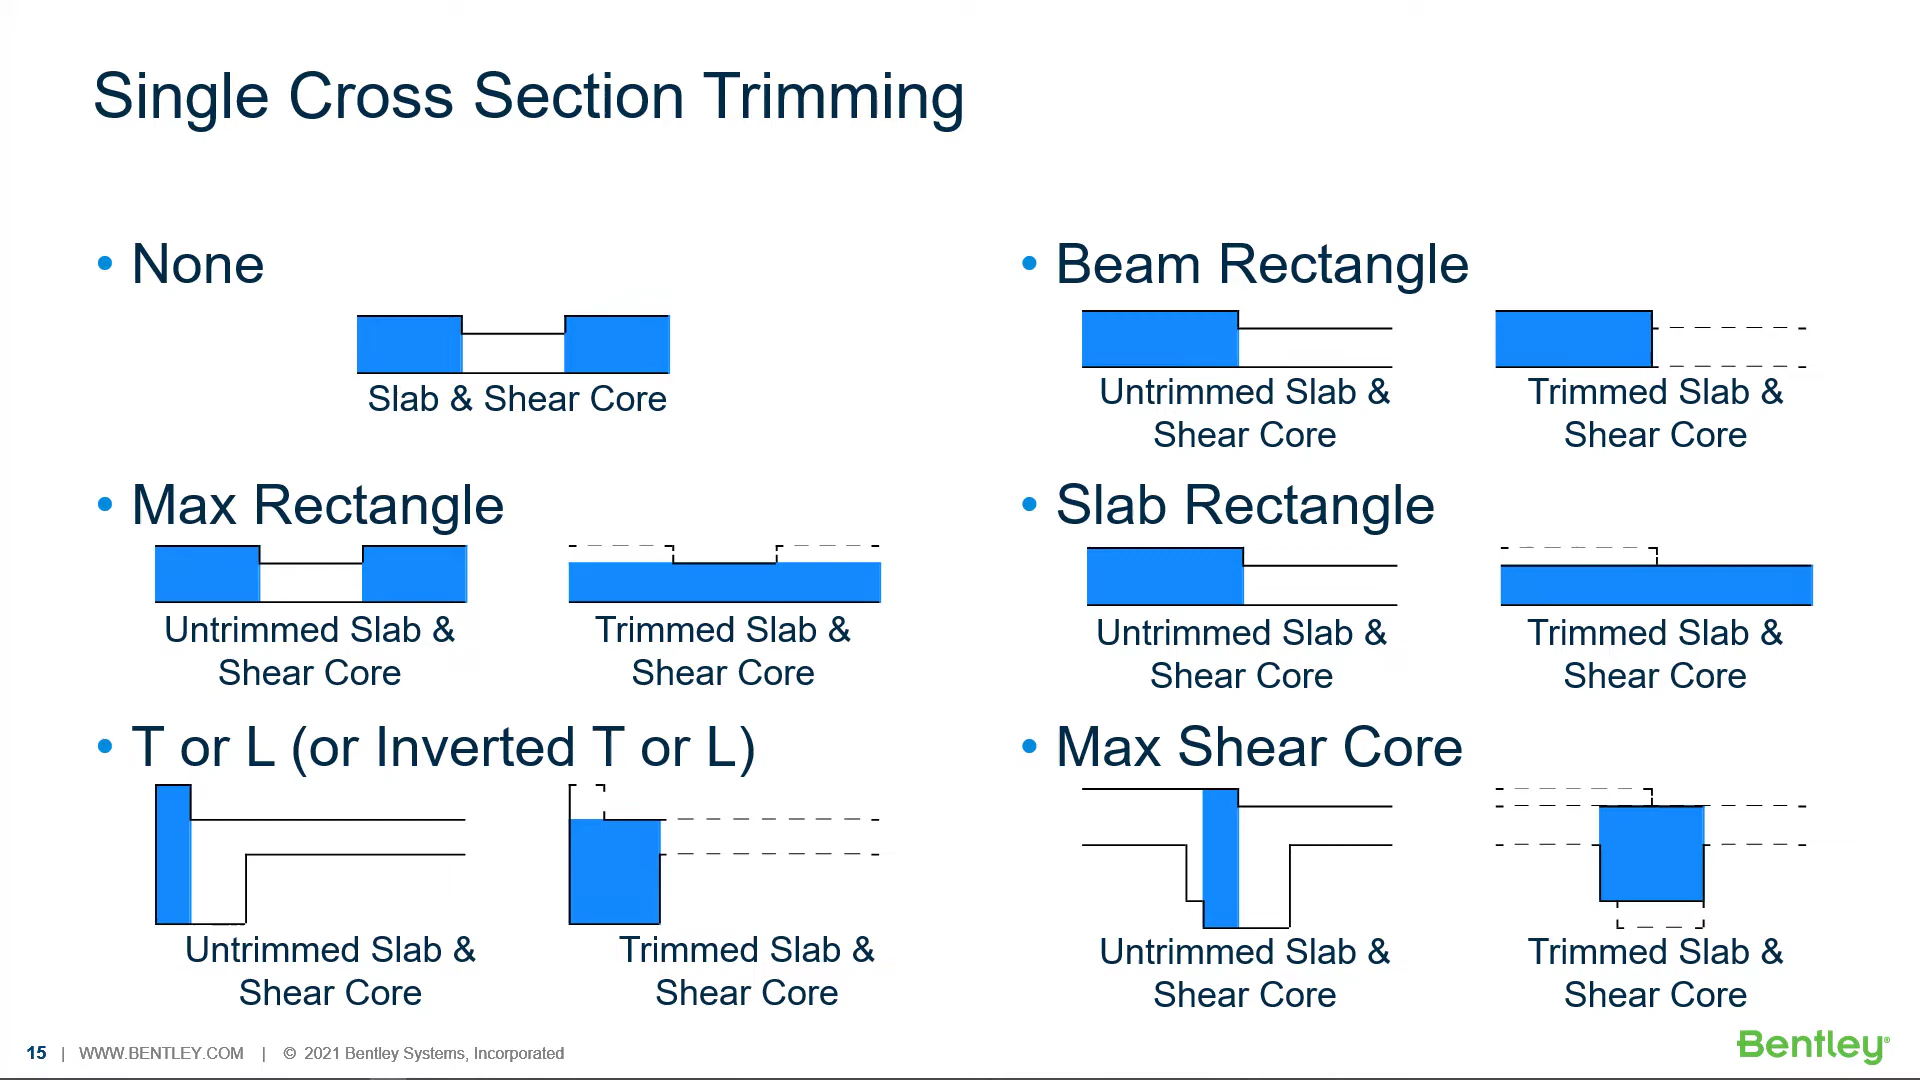 Single Cross Section Trimming
• None
Slab & Shear Core
• Max Rectangle
Untrimmed Slab &
Shear Core
Trimmed Slab &
Shear Core
• T or L (or Inverted T or L)
Untrimmed Slab &
Shear Core
Trimmed Slab &
Shear Core
• Beam Rectangle
Untrimmed Slab &
Shear Core
Trimmed Slab &
Shear Core
• Slab Rectangle
Untrimmed Slab &
Shear Core
Trimmed Slab &
Shear Core
• Max Shear Core
Untrimmed Slab &
Shear Core
Trimmed Slab &
Shear Core
15 | WWW.BENTLEY.COM | © 2021 Bentley Systems, Incorporated
Bentley®